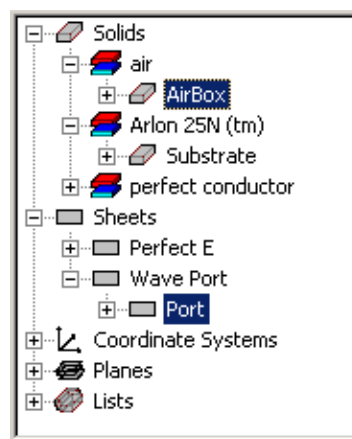 Solids
air
AirBox
Arlon 25N (tm)
Substrate
perfect conductor
Sheets
Perfect E
Wave Port
Port
Coordinate Systems
Planes
Lists